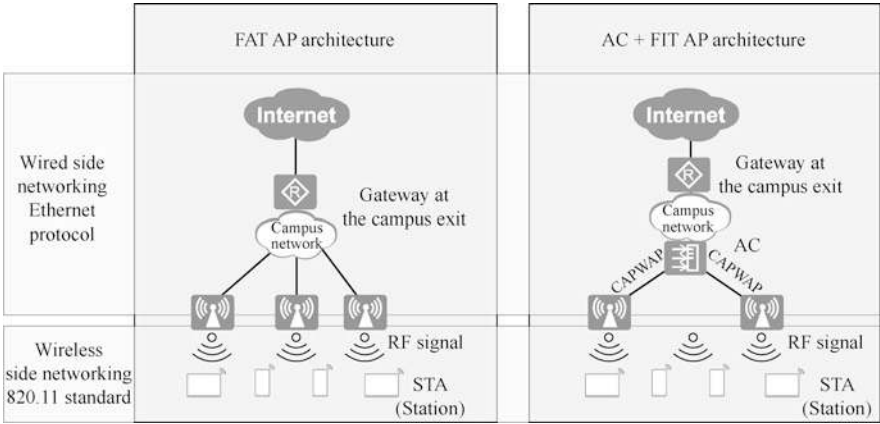 FAT AP architecture
AC + FIT AP architecture
Wired side
networking
Ethernet
protocol
Internet
R
Gateway at
the campus exit
Campus
network
RF signal
STA
(Station)
Internet
R
Gateway at
the campus exit
Campus
network
AC
CAPWAP
CAPWAP
RF signal
STA
(Station)
Wireless
side networking
820.11 standard